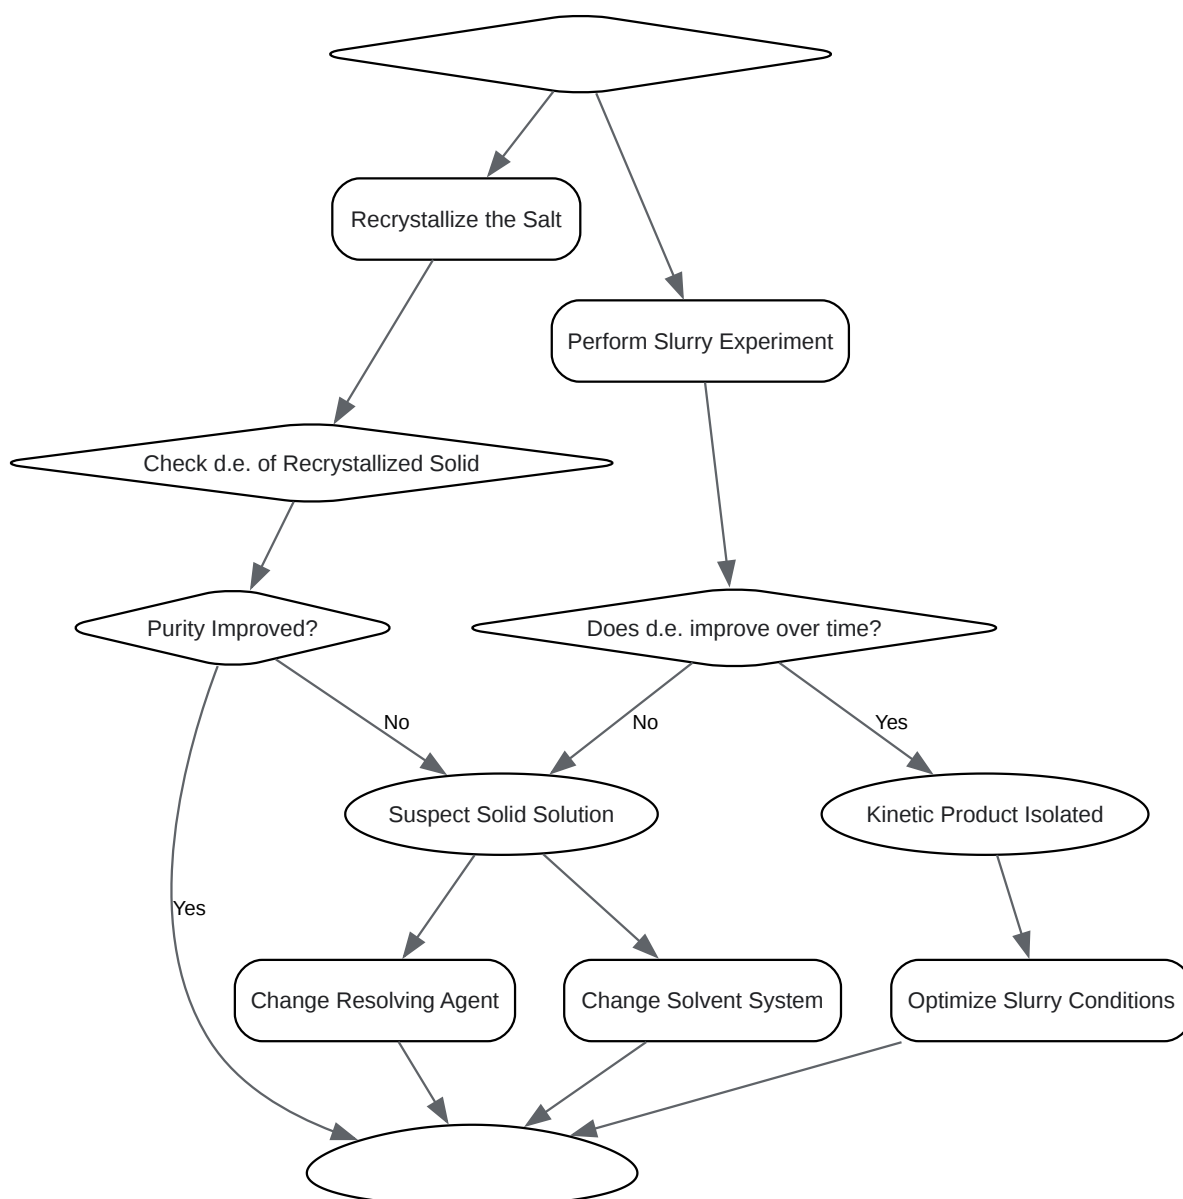 Recrystallize the Salt
Perform Slurry Experiment
Check d.e. of Recrystallized Solid
Purity Improved?
Does d.e. improve over time?
No
No
Yes
Suspect Solid Solution
Kinetic Product Isolated
Yes
Change Resolving Agent
Change Solvent System
Optimize Slurry Conditions